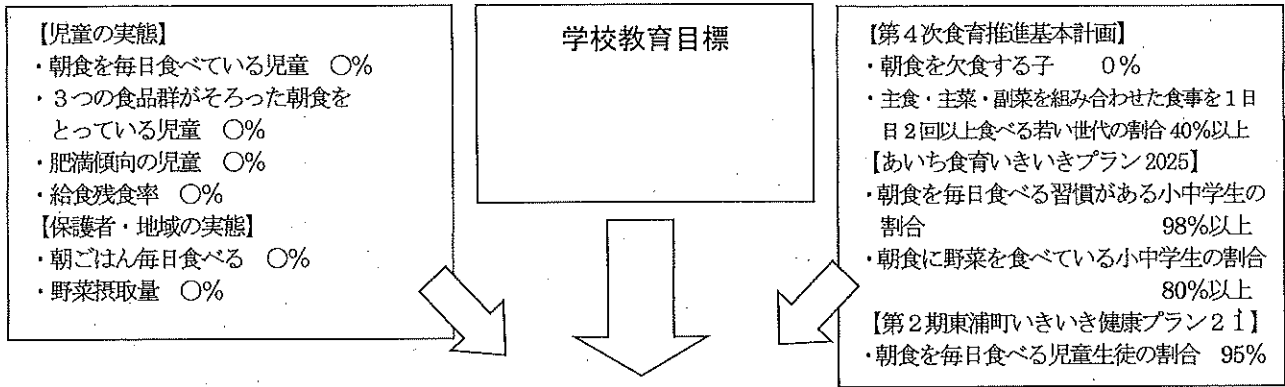 【児童の実態】
・朝食を毎日食べている児童　〇%
・３つの食品群がそろった朝食を
とっている児童　〇%
・肥満傾向の児童　〇%
・給食残食率　〇%
【保護者・地域の実態】
・朝ごはん毎日食べる　〇%
・野菜摂取量　〇%
学校教育目標
【第４次食育推進基本計画】
・朝食を欠食する子　　０％
・主食・主菜・副菜を組み合わせた食事を１日
日２回以上食べる若い世代の割合 40%以上
【あいち食育いきいきプラン 2025】
・朝食を毎日食べる習慣がある小中学生の
割合　98%以上
・朝食に野菜を食べている小中学生の割合
80%以上
【第２期東浦町いきいき健康プラン２１】
・朝食を毎日食べる児童生徒の割合　95%